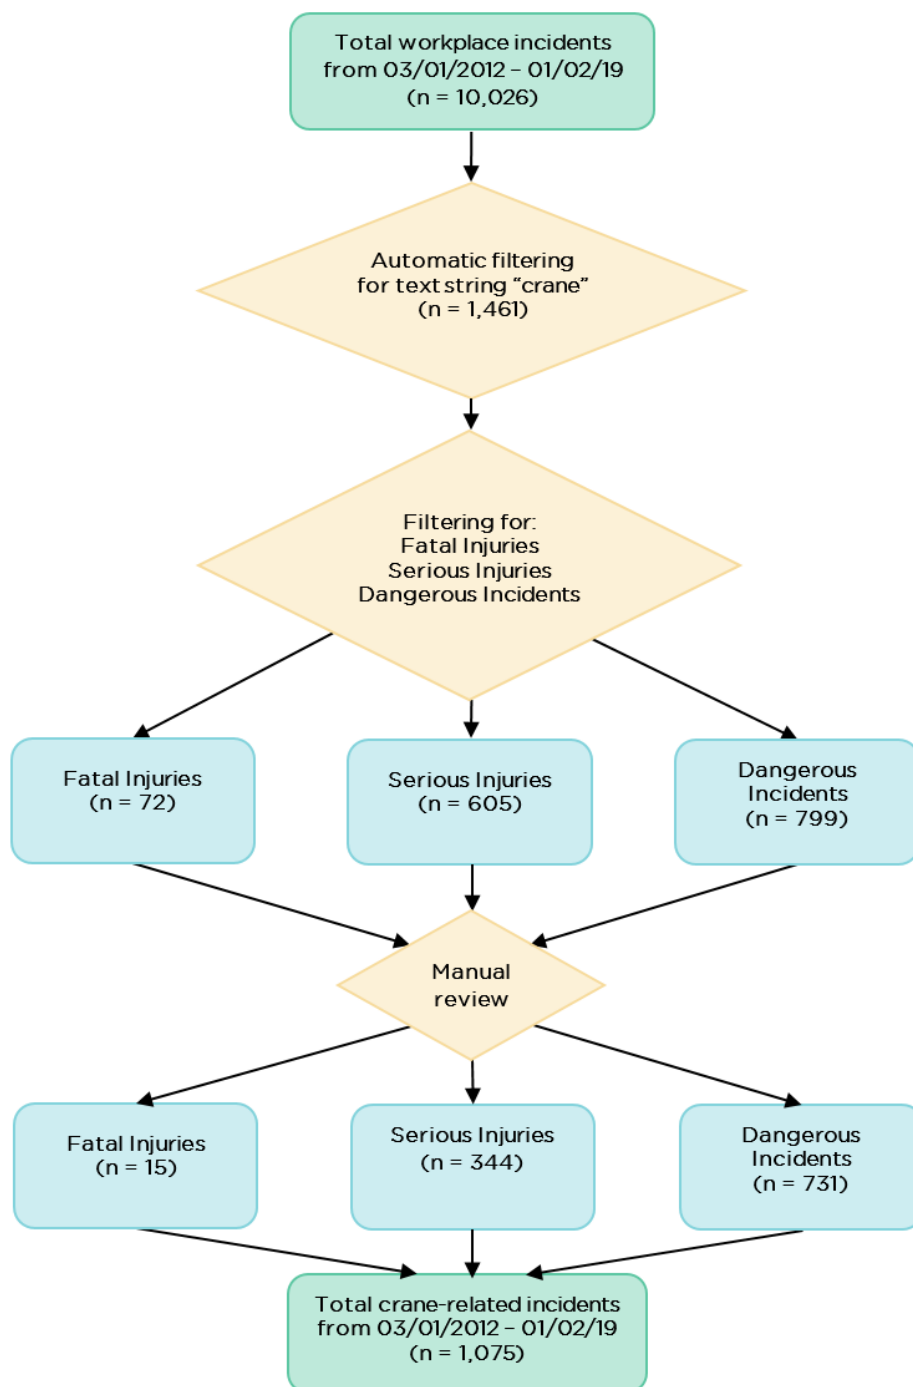 Total workplace incidents
from 03/01/2012 – 01/02/19
(n = 10,026)
Automatic filtering
for text string “crane”
(n = 1,461)
Filtering for:
Fatal Injuries
Serious Injuries
Dangerous Incidents
Fatal Injuries
(n = 72)
Serious Injuries
(n = 605)
Dangerous
Incidents
(n = 799)
Manual
review
Fatal Injuries
(n = 15)
Serious Injuries
(n = 344)
Dangerous
Incidents
(n = 731)
Total crane-related incidents
from 03/01/2012 – 01/02/19
(n = 1,075)